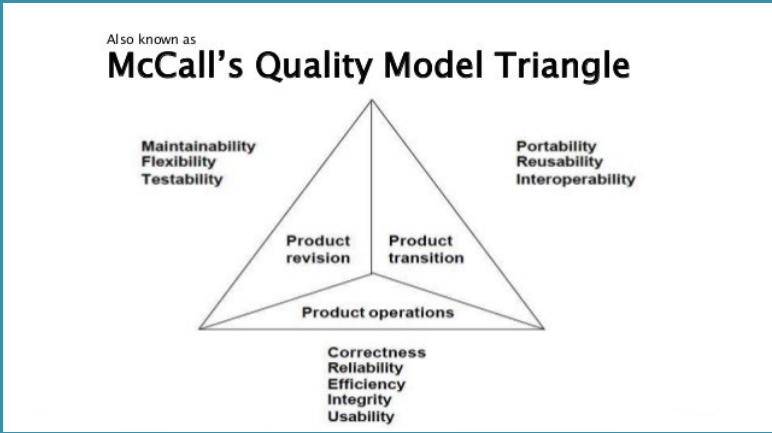 Also known as
McCall's Quality Model Triangle
Maintainability
Flexibility
Testability
Portability
Reusability
Interoperability
Product
revision
Product
transition
Product operations
Correctness
Reliability
Efficiency
Integrity
Usability